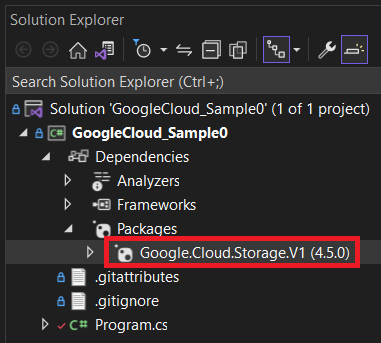 Solution Explorer
Search Solution Explorer (Ctrl+;)
Solution 'GoogleCloud_Sample0' (1 of 1 project)
C# GoogleCloud_Sample0
Dependencies
Analyzers
Frameworks
Packages
Google.Cloud.Storage.V1 (4.5.0)
.gitattributes
.gitignore
C# Program.cs